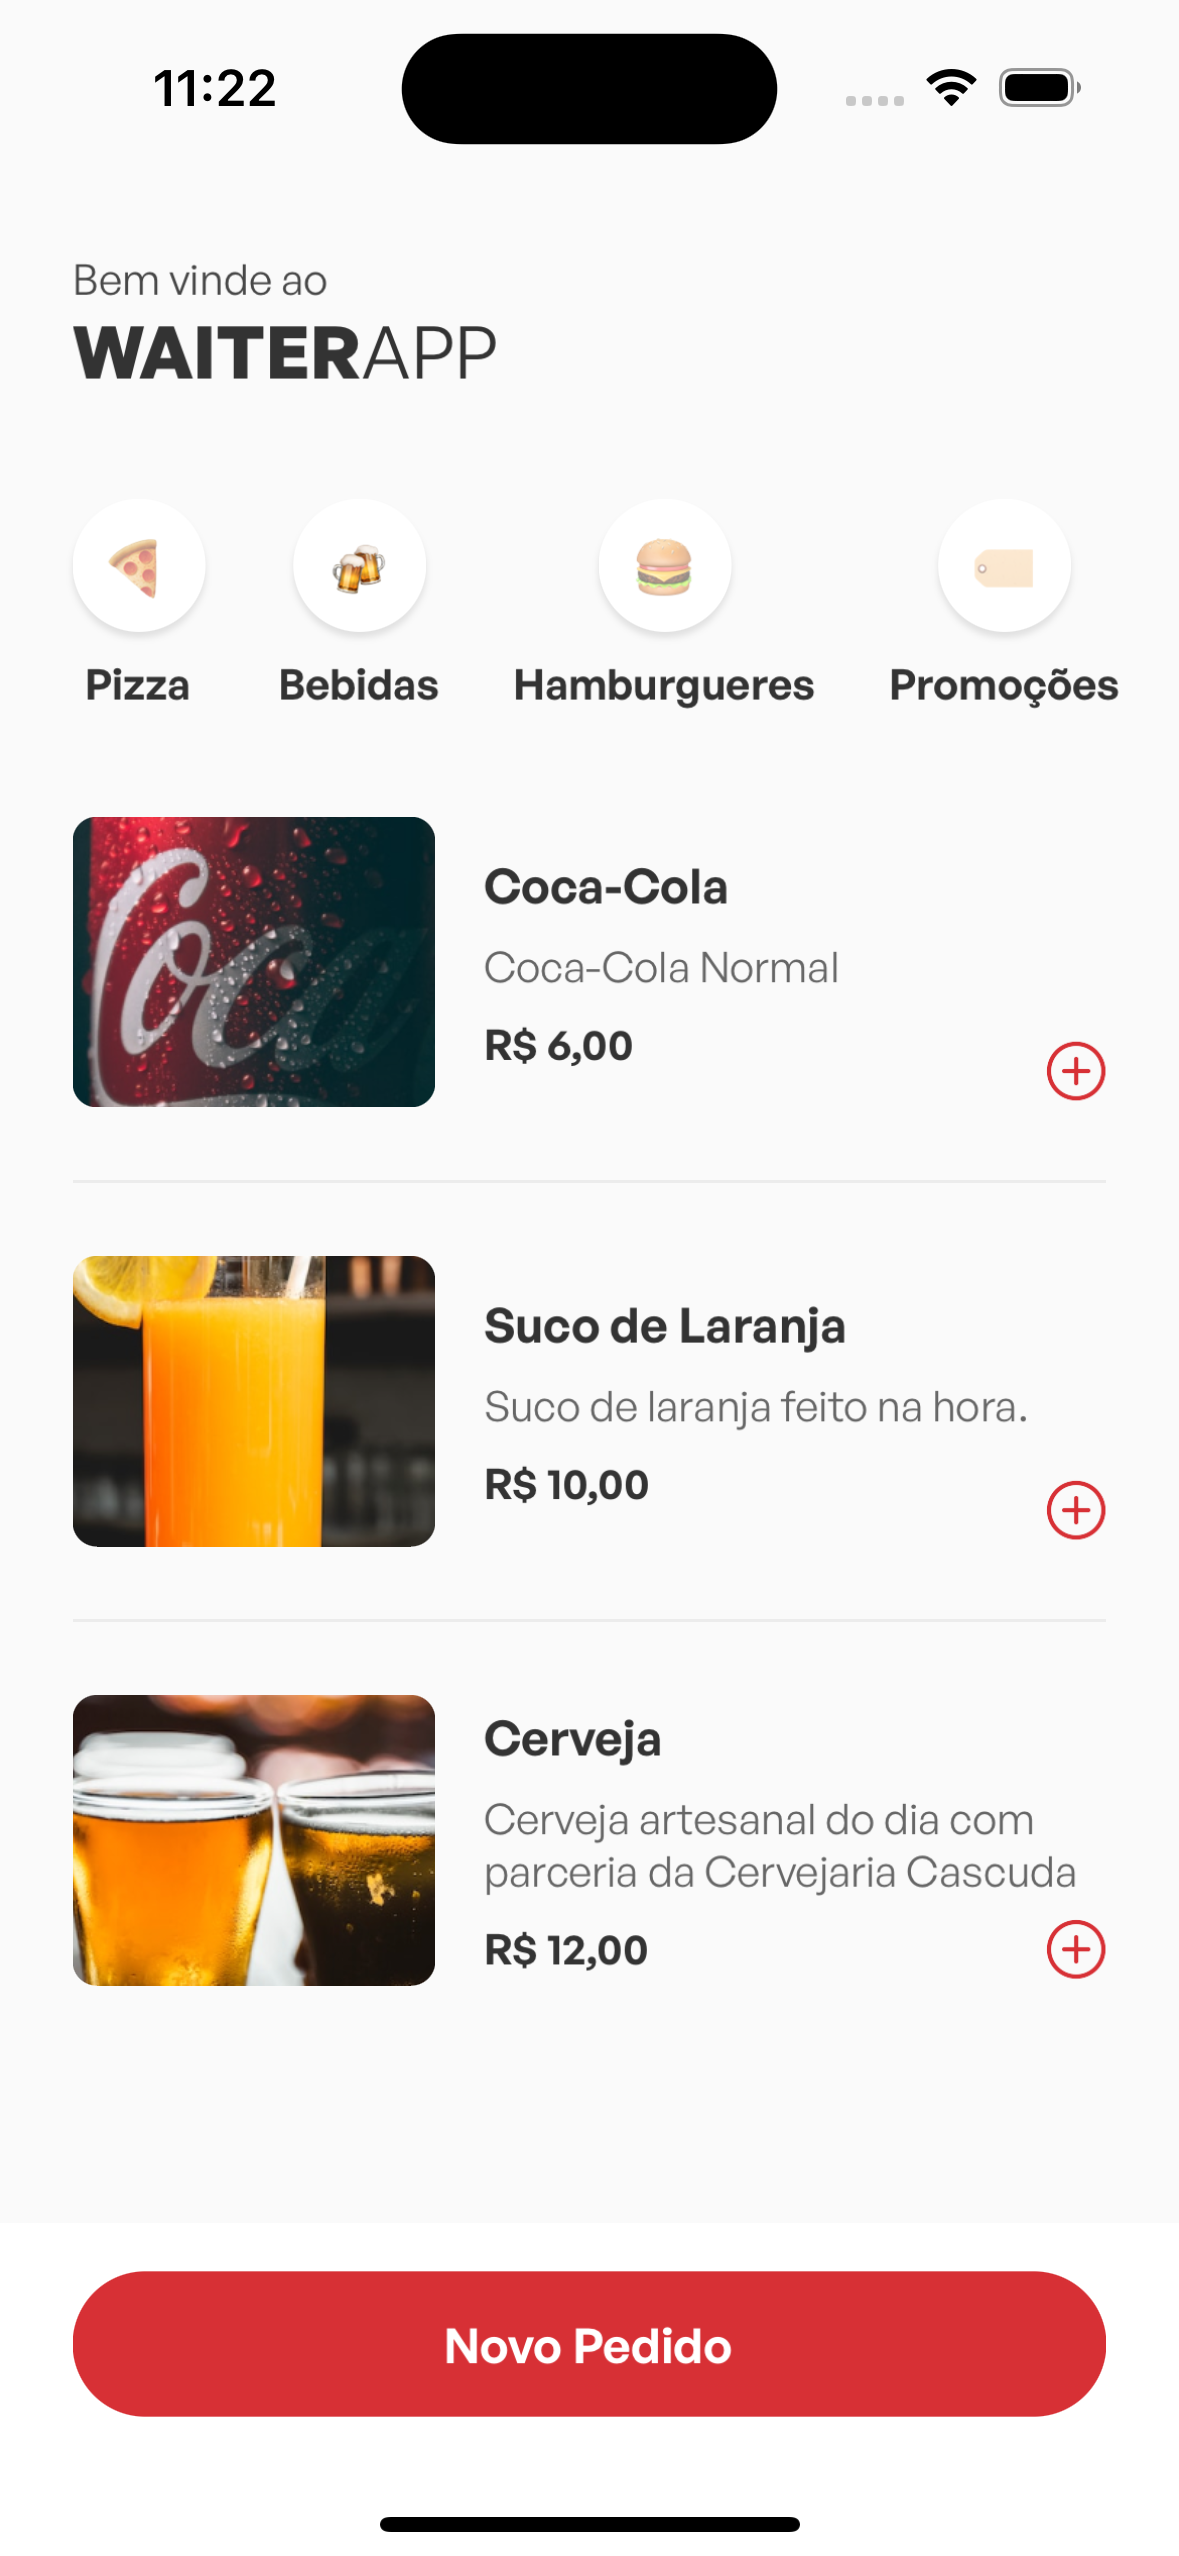 11:22
Bem vinde ao
WAITERAPP
Pizza
Bebidas
Hamburgueres
Promoções
Coca
Coca-Cola
Coca-Cola Normal
R$ 6,00
Suco de Laranja
Suco de laranja feito na hora.
R$ 10,00
Cerveja
Cerveja artesanal do dia com
parceria da Cervejaria Cascuda
R$ 12,00
Novo Pedido